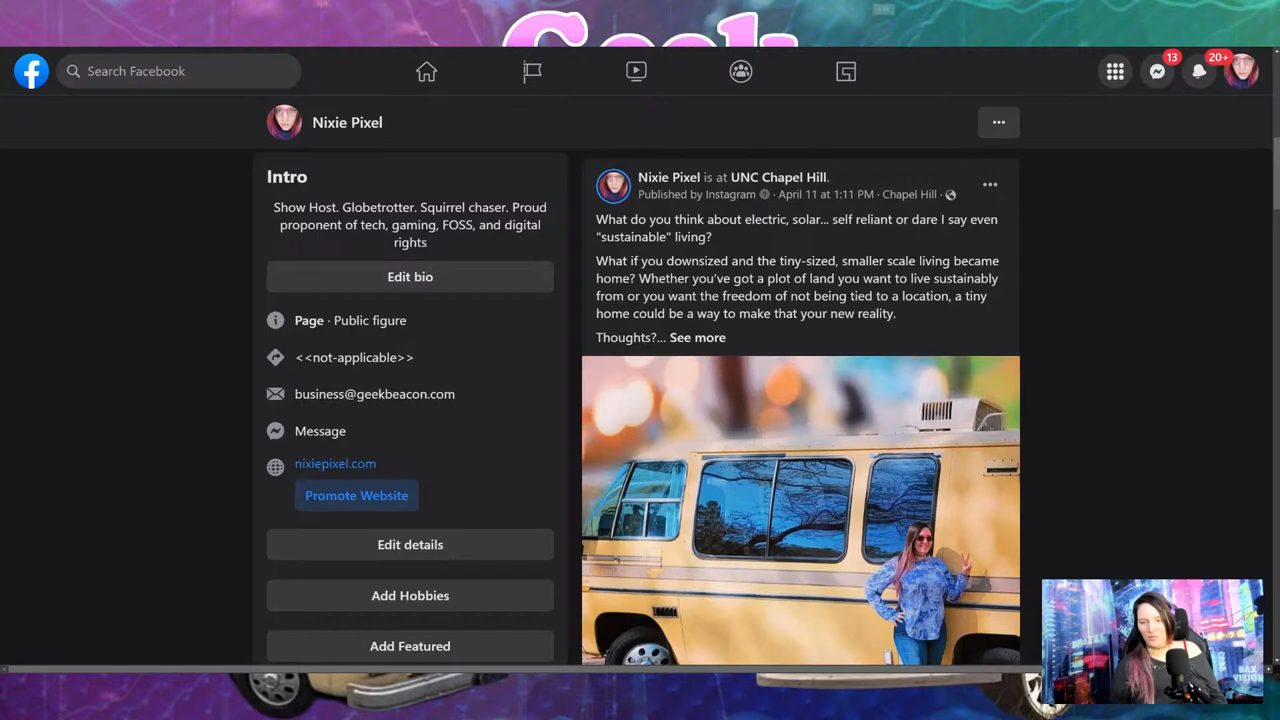 Geek
Search Facebook
13
20+
Nixie Pixel
Intro
Show Host. Globetrotter. Squirrel chaser. Proud
proponent of tech, gaming, FOSS, and digital
rights
Edit bio
Page · Public figure
<<not-applicable>>
business@geekbeacon.com
Message
nixiepixel.com
Promote Website
Edit details
Add Hobbies
Add Featured
Nixie Pixel is at UNC Chapel Hill.
Published by Instagram · April 11 at 1:11 PM · Chapel Hill ·
What do you think about electric, solar... self reliant or dare I say even
"sustainable" living?
What if you downsized and the tiny-sized, smaller scale living became
home? Whether you've got a plot of land you want to live sustainably
from or you want the freedom of not being tied to a location, a tiny
home could be a way to make that your new reality.
Thoughts?... See more